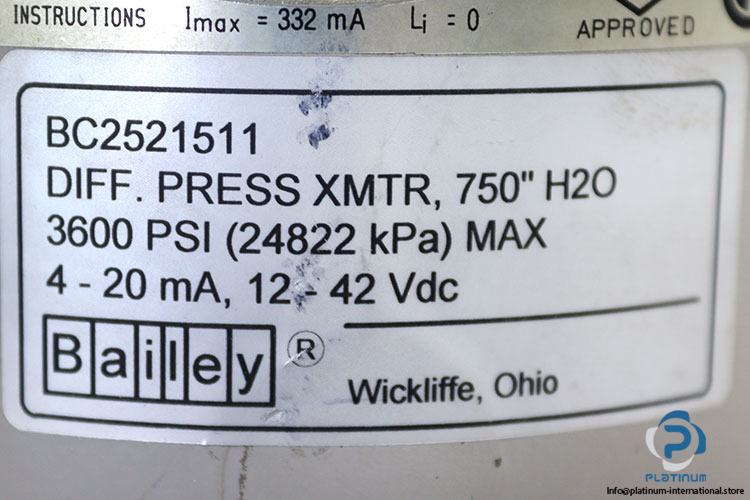 INSTRUCTIONS Imax = 332 mA Li = 0
APPROVED
BC2521511
DIFF. PRESS XMTR, 750" H2O
3600 PSI (24822 kPa) MAX
4 - 20 mA, 12 - 42 Vdc
Bailey ®
Wickliffe, Ohio
PLATINUM
Info@platinum-international.store